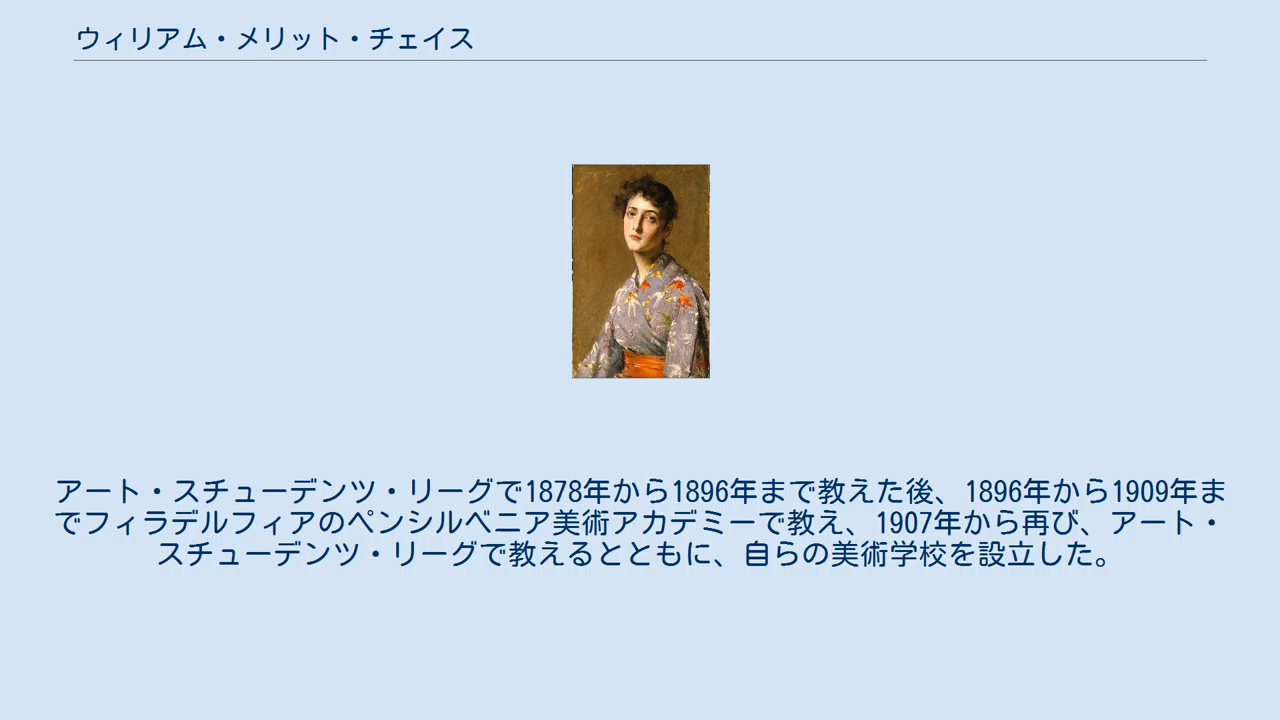 ウィリアム・メリット・チェイス
アート・スチューデンツ・リーグで1878年から1896年まで教えた後、1896年から1909年ま
でフィラデルフィアのペンシルベニア美術アカデミーで教え、1907年から再び、アート・
スチューデンツ・リーグで教えるとともに、自らの美術学校を設立した。